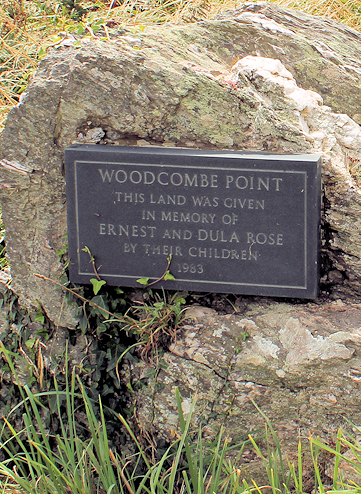 WOODCOMBE POINT
THIS LAND WAS GIVEN
IN MEMORY OF
ERNEST AND DULA ROSE
BY THEIR CHILDREN
1983